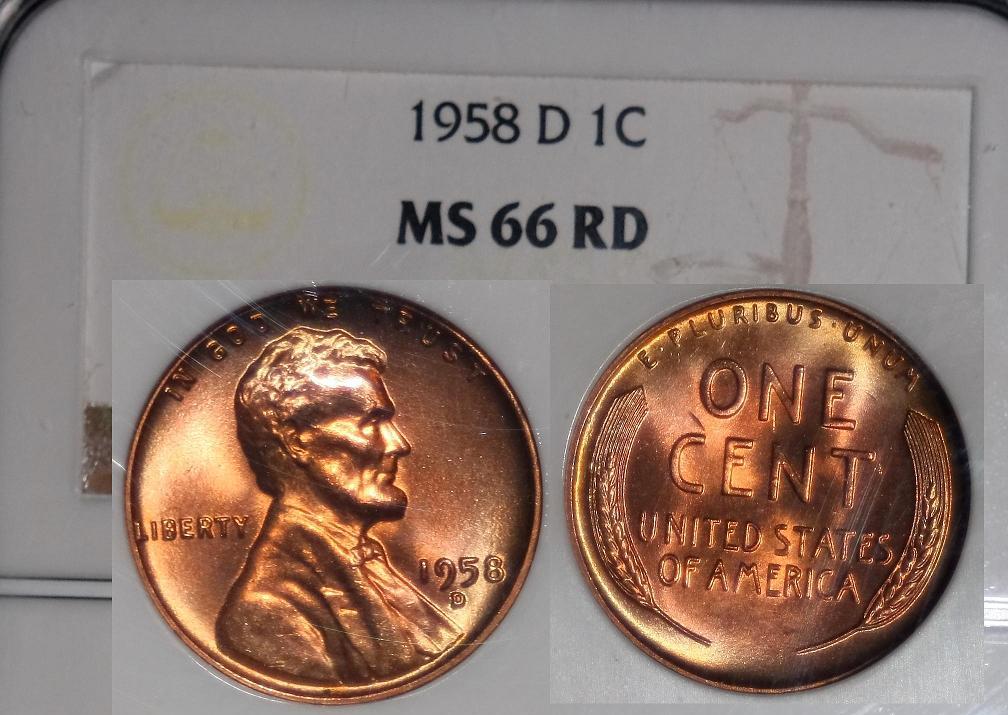 1958 D 1C
MS 66 RD
IN GOD WE TRUST
LIBERTY
1958
D
E·PLURIBUS·UNUM
ONE
CENT
UNITED STATES
OF AMERICA